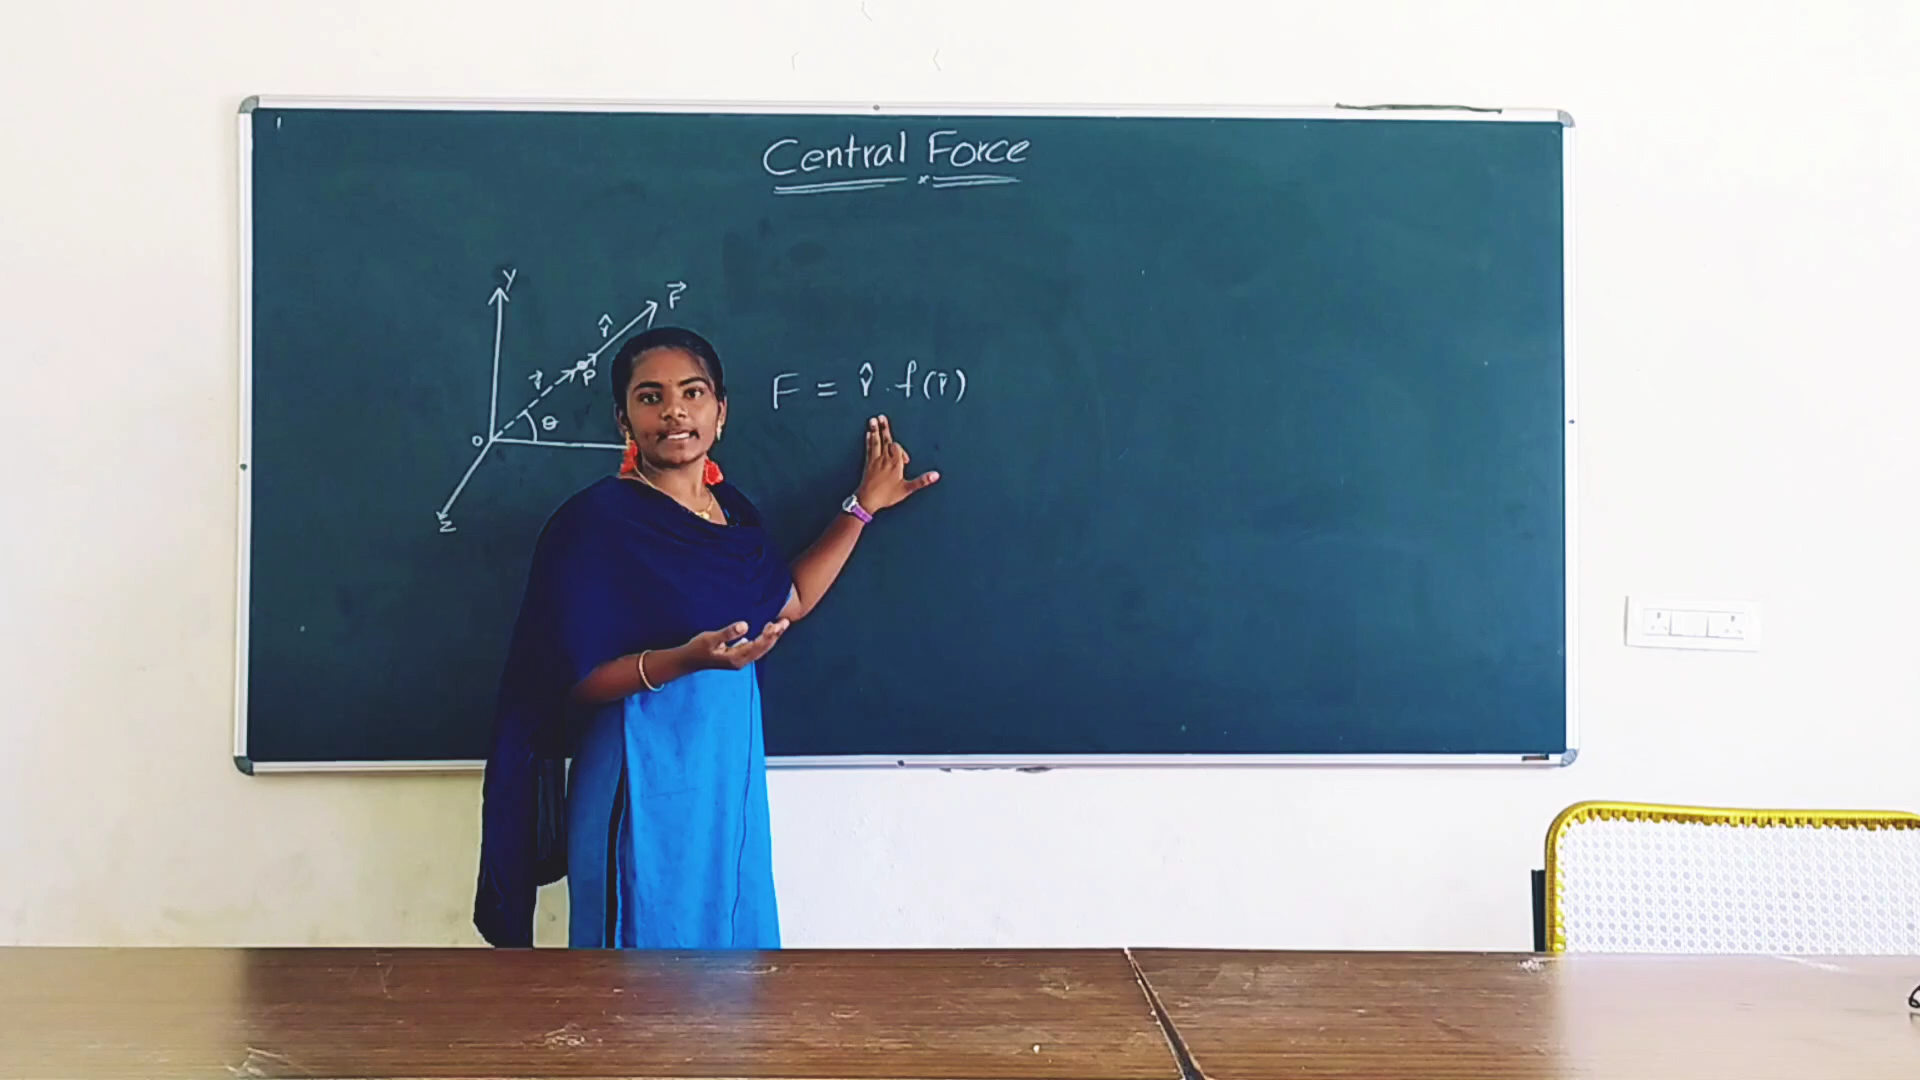 Central Force
Y
F⃗
r̂
r⃗
P
θ
O
Z
F = r̂ . f(r̄)